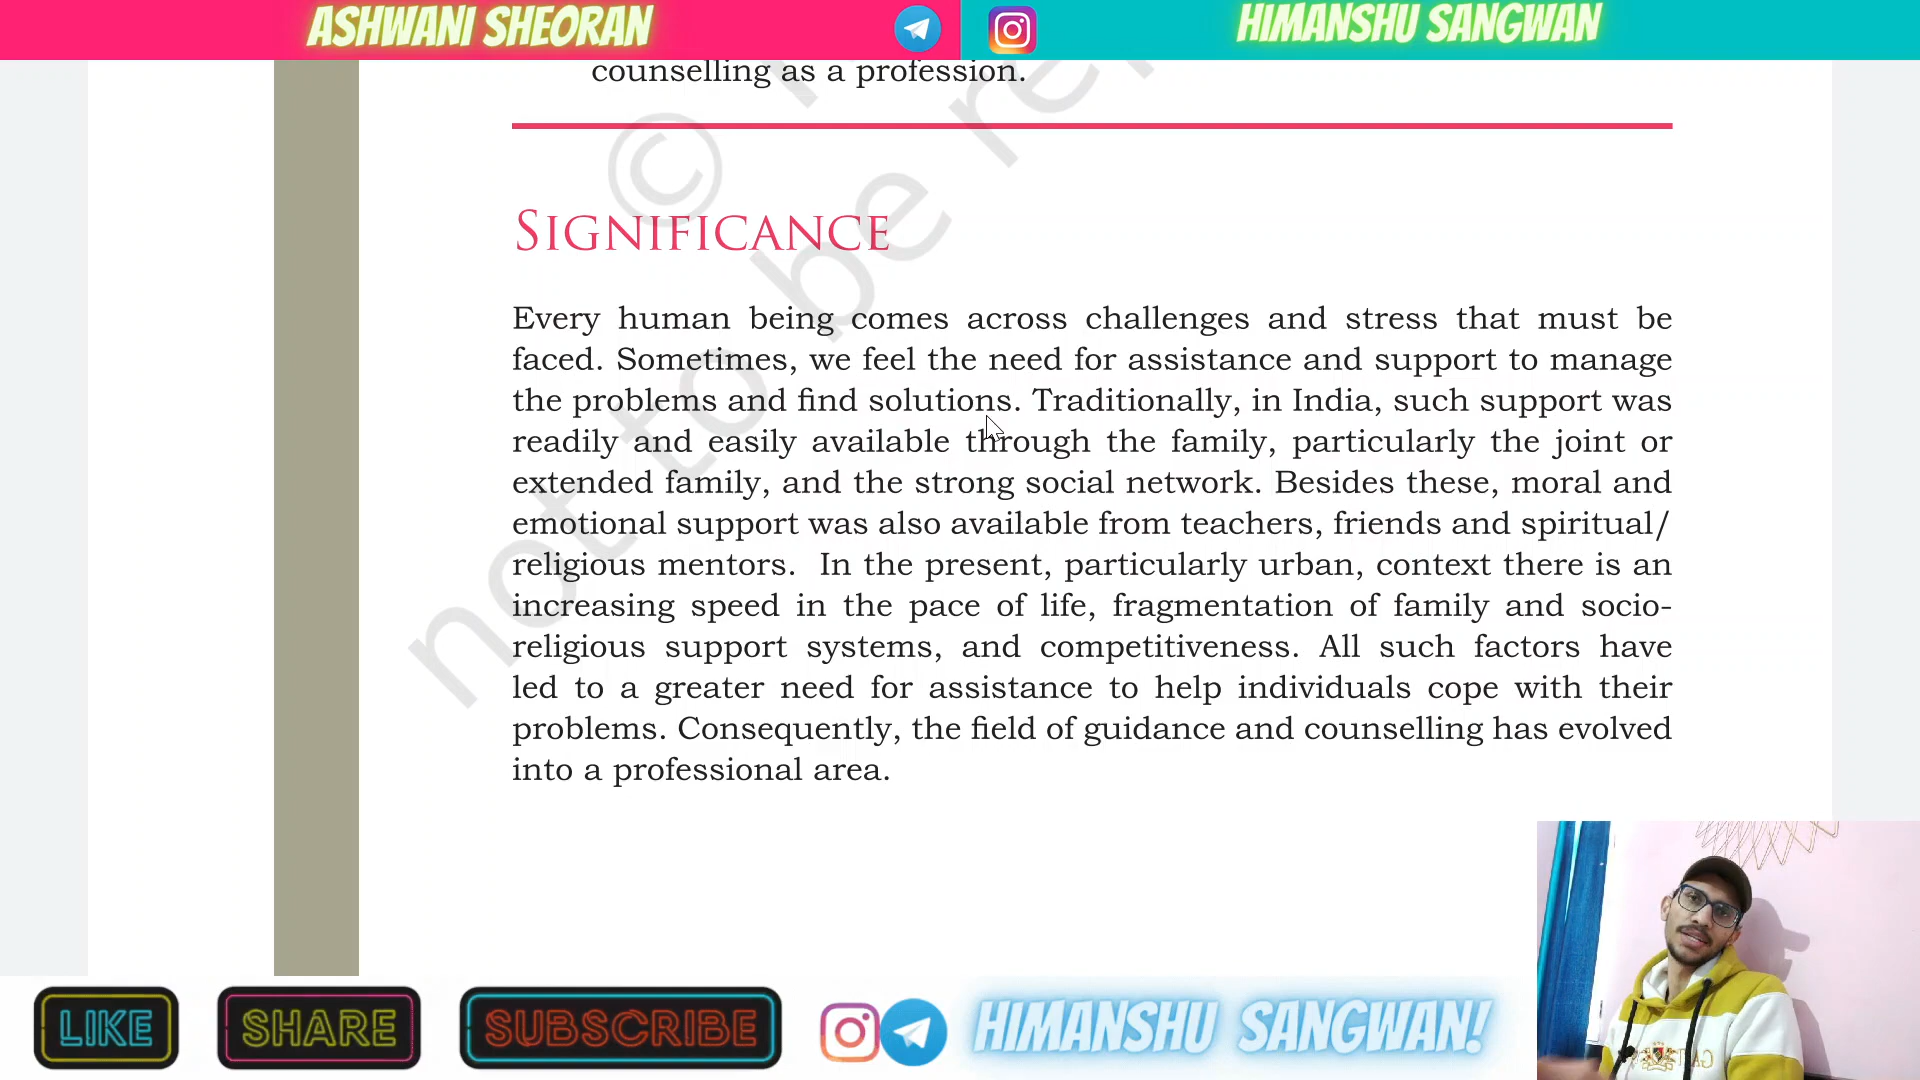 ASHWANI SHEORAN
HIMANSHU SANGWAN
counselling as a profession.
SIGNIFICANCE
Every human being comes across challenges and stress that must be
faced. Sometimes, we feel the need for assistance and support to manage
the problems and find solutions. Traditionally, in India, such support was
readily and easily available through the family, particularly the joint or
extended family, and the strong social network. Besides these, moral and
emotional support was also available from teachers, friends and spiritual/
religious mentors. In the present, particularly urban, context there is an
increasing speed in the pace of life, fragmentation of family and socio-
religious support systems, and competitiveness. All such factors have
led to a greater need for assistance to help individuals cope with their
problems. Consequently, the field of guidance and counselling has evolved
into a professional area.
©
not to be
LIKE
SHARE
SUBSCRIBE
HIMANSHU SANGWAN!